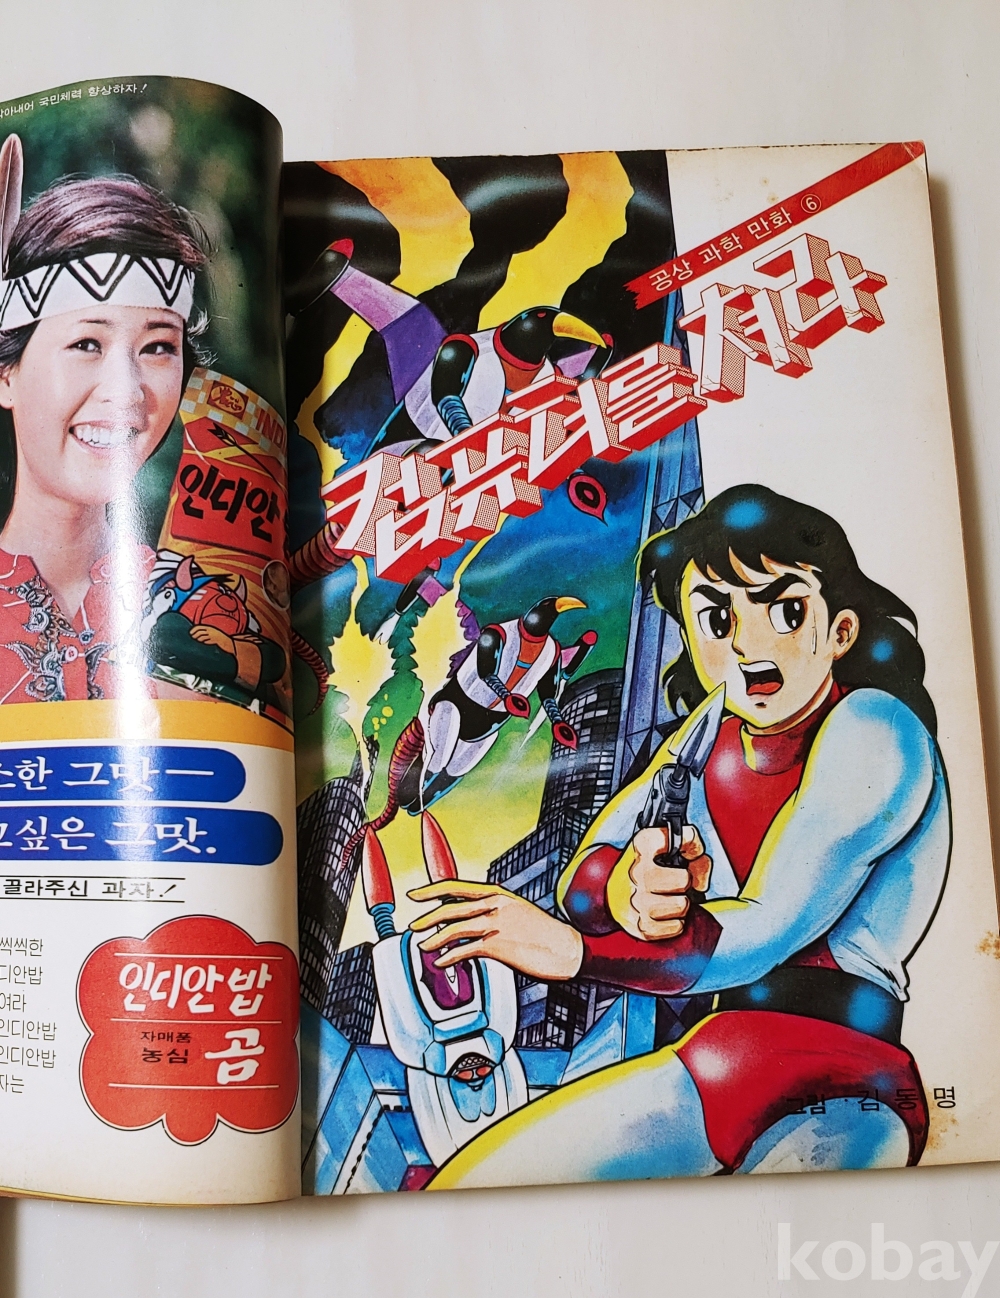 국민체력 향상하자!
IND
인디안
소한 그맛—
고싶은 그맛.
골라주신 과자!
씩씩한
디안밥
여라
인디안밥
인디안밥
자는
인디안밥
자매품
농심 곰
공상 과학 만화 ⑥
컴퓨터를 쳐라
그림·김동명
kobay